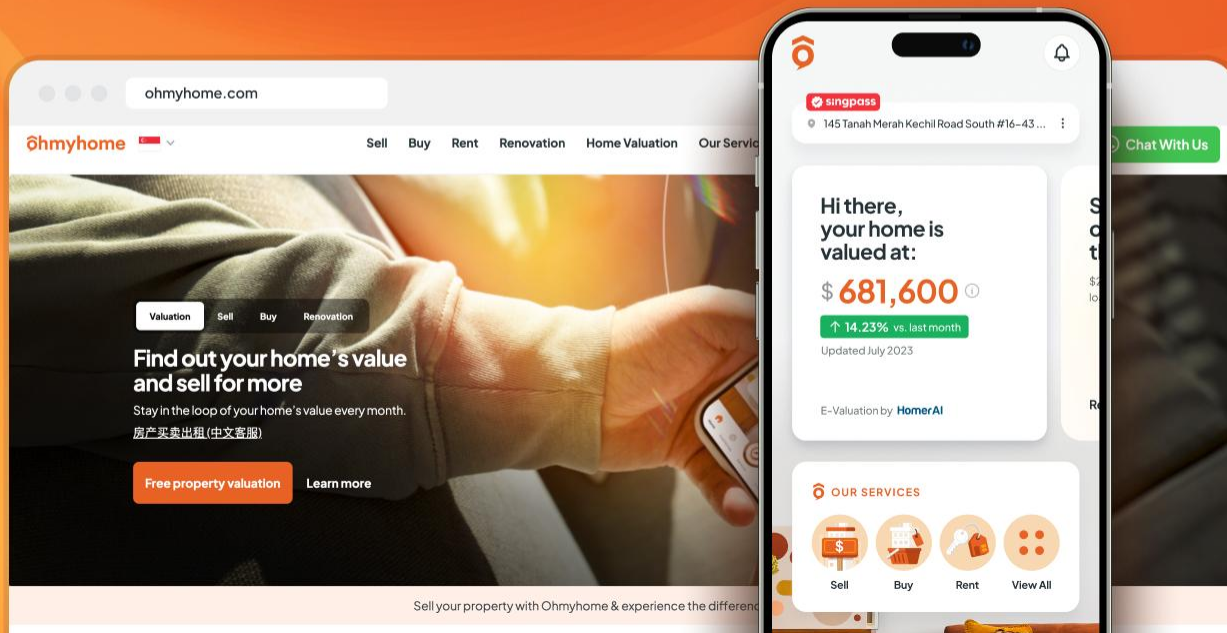 ohmyhome.com
ohmyhome
Sell Buy Rent Renovation Home Valuation Our
Chat With Us
Valuation Sell Buy Renovation
Find out your home's value
and sell for more
Stay in the loop of your home's value every month.
房产买卖出租 (中文客服)
Free property valuation Learn more
Sell your property with Ohmyhome & experience the
singpass
145 Tanah Merah Kechil Road South #16-43 ...
Hi there,
your home is
valued at:
$ 681,600
↑ 14.23% vs. last month
Updated July 2023
E-Valuation by HomerAI
OUR SERVICES
Sell Buy Rent View All